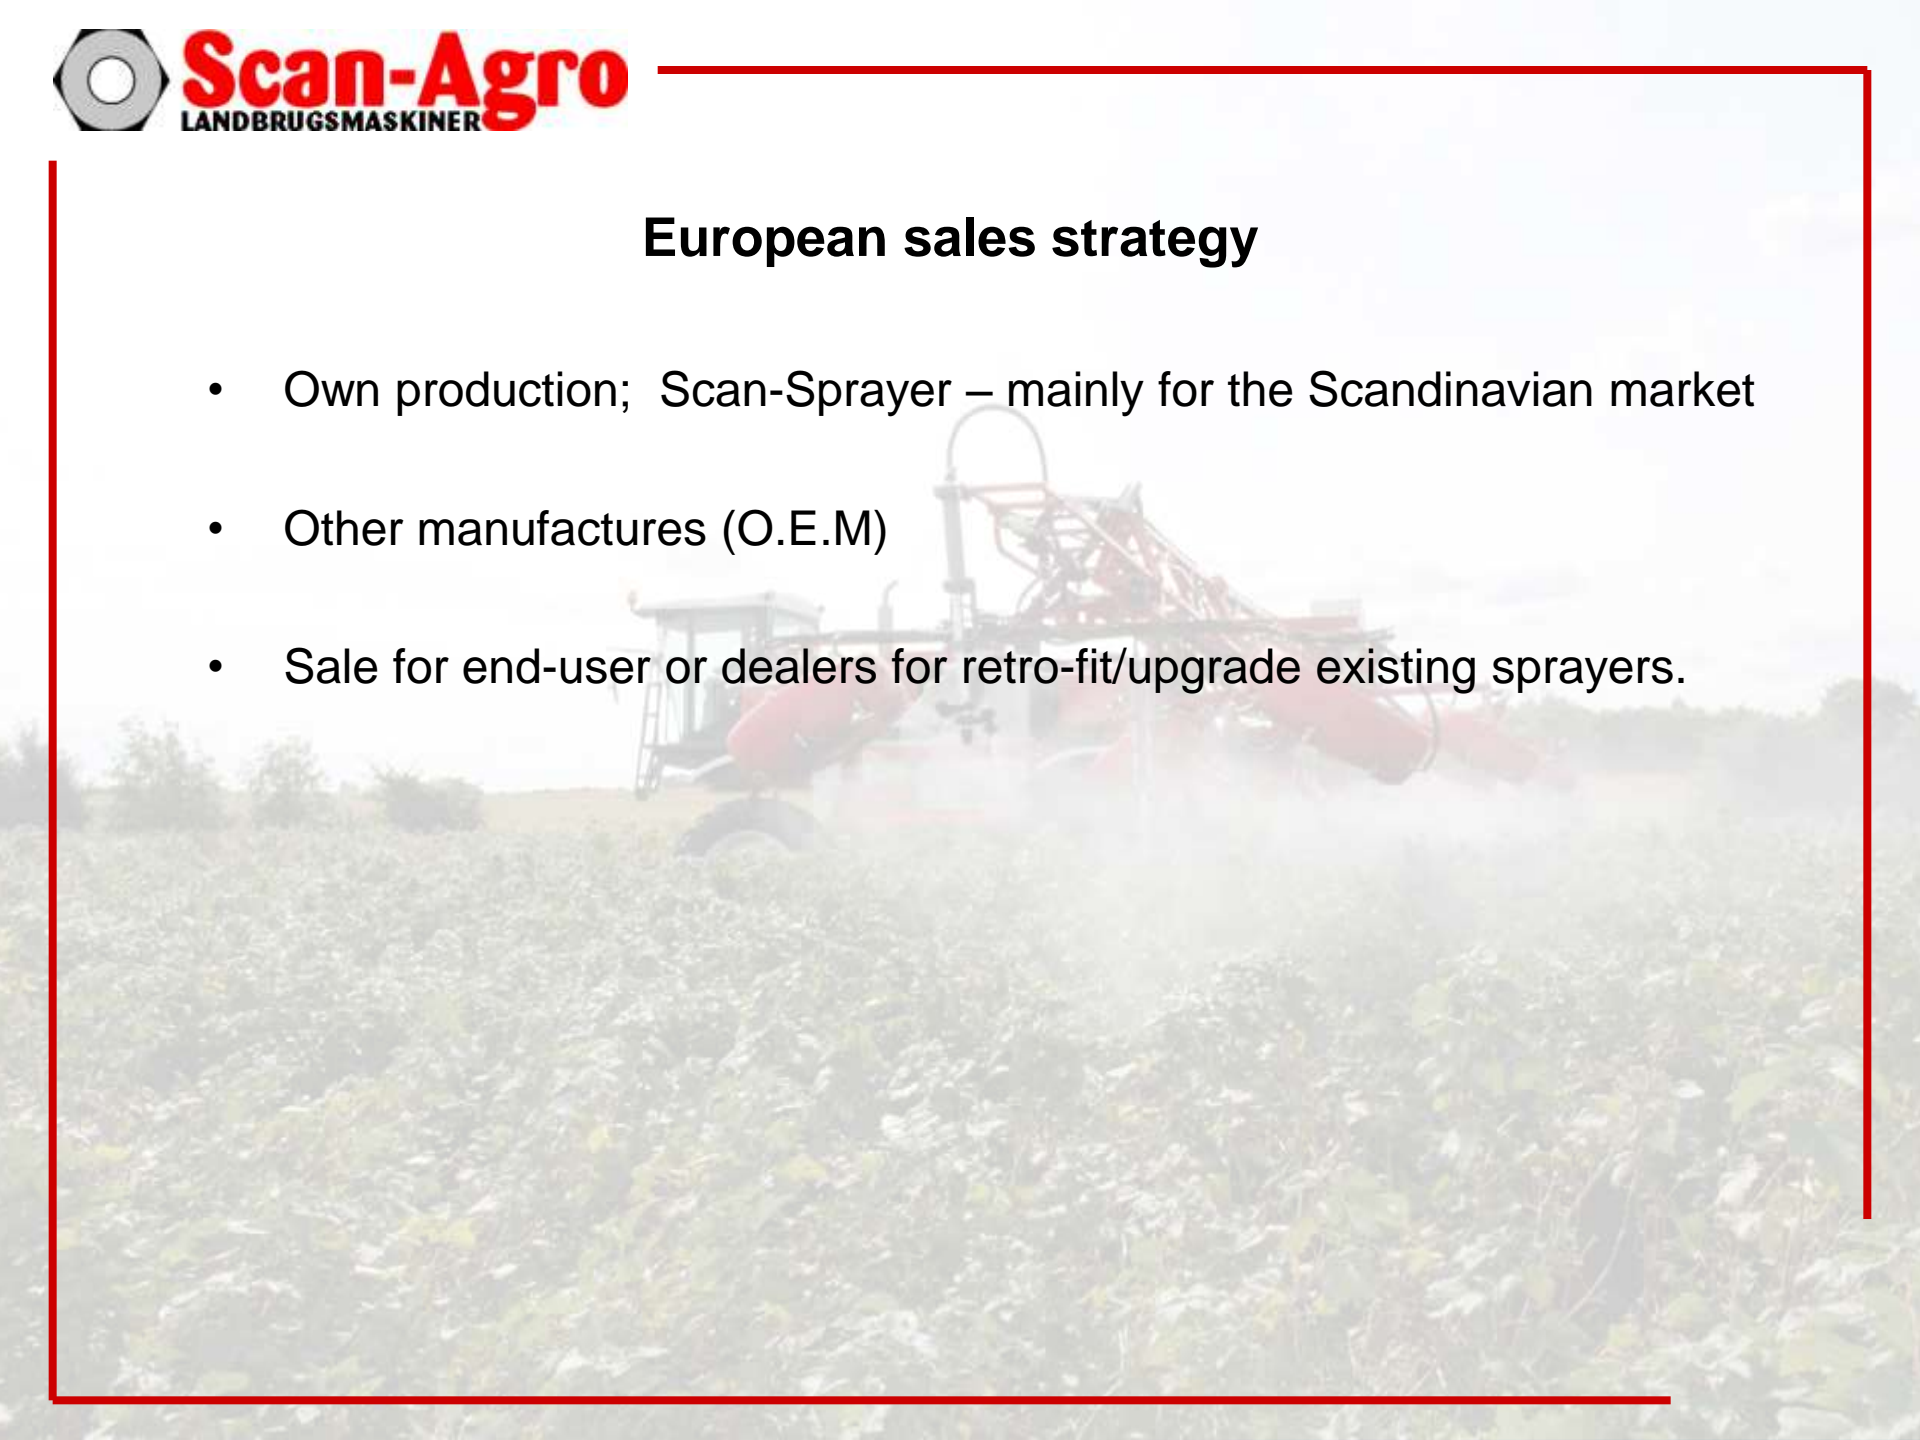 Scan-Agro
LANDBRUGSMASKINER
European sales strategy
• Own production;  Scan-Sprayer – mainly for the Scandinavian market
• Other manufactures (O.E.M)
• Sale for end-user or dealers for retro-fit/upgrade existing sprayers.